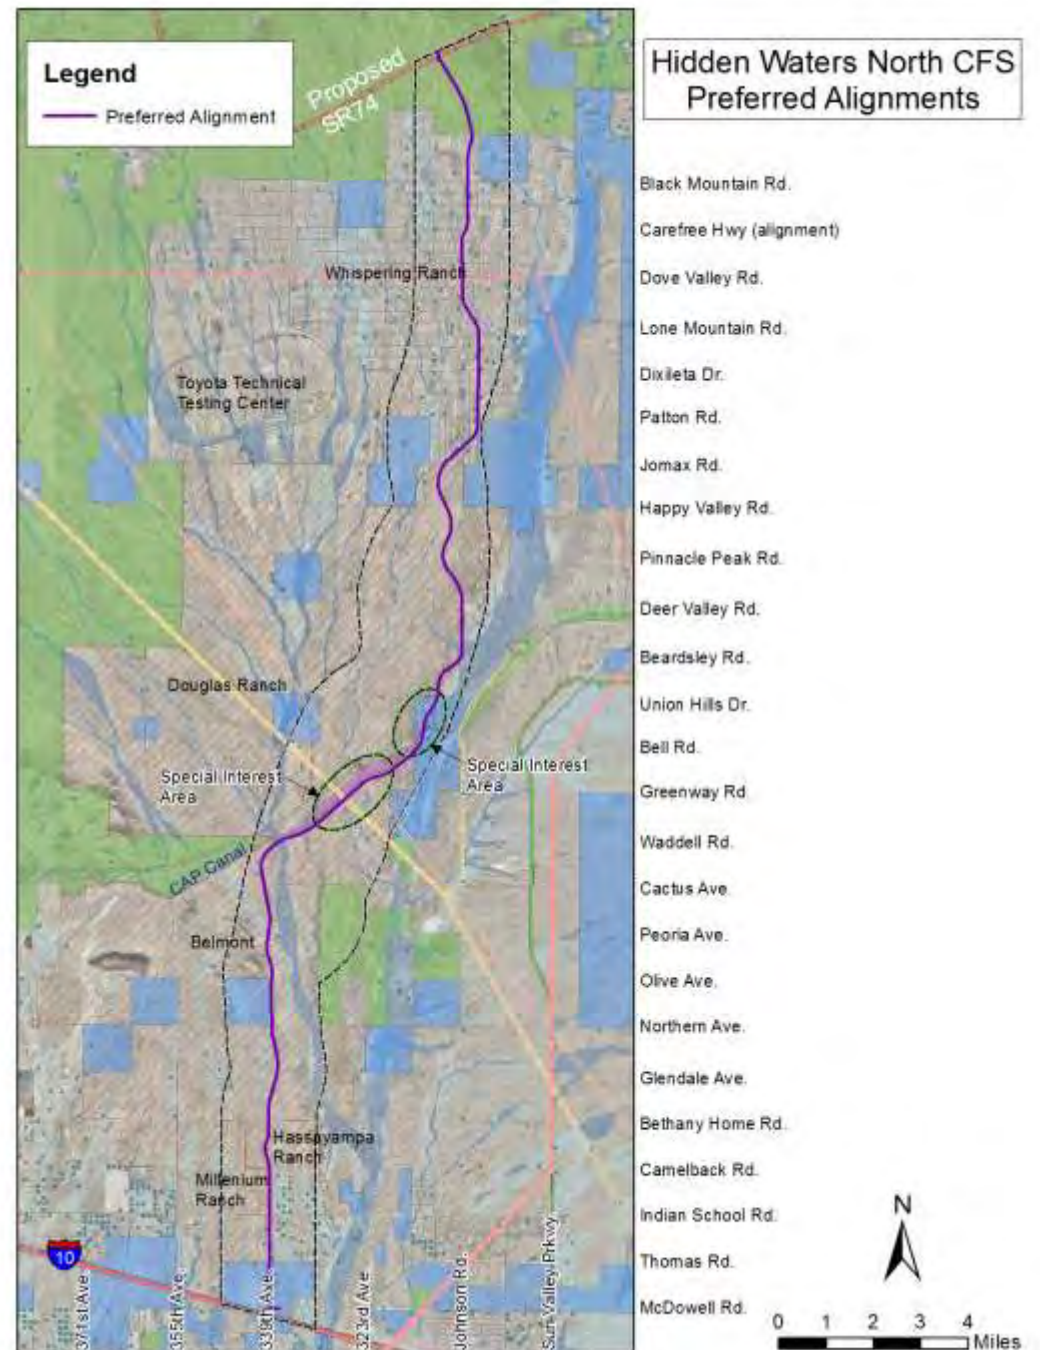 Legend
Preferred Alignment
Proposed
SR74
Hidden Waters North CFS
Preferred Alignments
Black Mountain Rd.
Carefree Hwy (alignment)
Whispering Ranch
Dove Valley Rd.
Lone Mountain Rd.
Toyota Technical
Testing Center
Dixileta Dr.
Patton Rd.
Jomax Rd.
Happy Valley Rd.
Pinnacle Peak Rd.
Deer Valley Rd.
Beardsley Rd.
Douglas Ranch
Union Hills Dr.
Bell Rd.
Special Interest
Area
Special Interest
Area
Greenway Rd
Waddell Rd.
CAP Canal
Cactus Ave.
Belmont
Peoria Ave.
Olive Ave.
Northern Ave.
Glendale Ave.
Bethany Home Rd.
Hassayampa
Ranch
Camelback Rd.
Millenium
Ranch
Indian School Rd.
Thomas Rd.
McDowell Rd.
10
371st Ave.
355th Ave.
339th Ave.
323rd Ave
Johnson Rd.
Sun Valley Prkwy
N
0 1 2 3 4
Miles